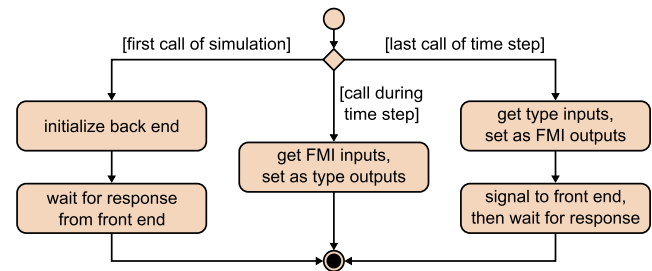 [first call of simulation]
[last call of time step]
[call during
time step]
initialize back end
get FMI inputs,
set as type outputs
get type inputs,
set as FMI outputs
wait for response
from front end
signal to front end,
then wait for response